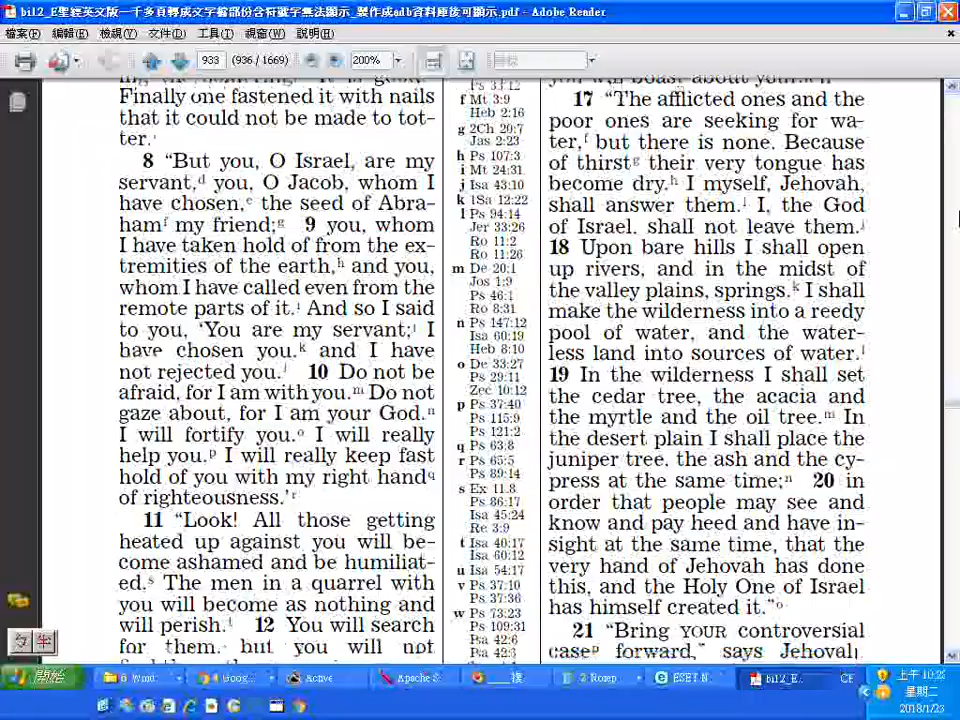 bi12_E聖經英文版—千多頁轉成文字檔部份含符號字無法顯示_製作成adb資料庫後可顯示.pdf - Adobe Reader
檔案(F) 編輯(E) 檢視(V) 文件(D) 工具(T) 視窗(W) 說明(H)
933 (936 / 1669) 200%
Finally one fastened it with nails
that it could not be made to tot-
ter.
8 “But you, O Israel, are my
servant,d you, O Jacob, whom I
have chosen,e the seed of Abra-
hamf my friend;g 9 you, whom
I have taken hold of from the ex-
tremities of the earth,h and you,
whom I have called even from the
remote parts of it.i And so I said
to you, ‘You are my servant;j I
have chosen you.k and I have
not rejected you. 10 Do not be
afraid, for I am with you.m Do not
gaze about, for I am your God.n
I will fortify you.o I will really
help you.p I will really keep fast
hold of you with my right handq
of righteousness.’r
11 “Look! All those getting
heated up against you will be-
come ashamed and be humiliat-
ed.s The men in a quarrel with
you will become as nothing and
will perish.t 12 You will search
for them. but you will not
Ps 33:12
f Mt 3:9
Heb 2:16
g 2Ch 20:7
Jas 2:23
h Ps 107:3
i Mt 24:31
j Isa 43:10
k 1Sa 12:22
l Ps 94:14
Jer 33:26
Ro 11:2
Ro 11:26
m De 20:1
Jos 1:9
Ps 46:1
Ro 8:31
n Ps 147:12
Isa 60:19
Heb 8:10
o De 33:27
Ps 29:11
Zec 10:12
p Ps 37:40
Ps 115:9
Ps 121:2
q Ps 63:8
r Ps 65:5
Ps 89:14
s Ex 11:8
Ps 86:17
Isa 45:24
Re 3:9
t Isa 40:17
Isa 60:12
u Isa 54:17
v Ps 37:10
Ps 37:36
w Ps 73:23
Ps 109:31
Psa 42:6
Psa 42:3
17 “The afflicted ones and the
poor ones are seeking for wa-
ter,f but there is none. Because
of thirstg their very tongue has
become dry.h I myself, Jehovah,
shall answer them.i I, the God
of Israel, shall not leave them.j
18 Upon bare hills I shall open
up rivers, and in the midst of
the valley plains, springs.k I shall
make the wilderness into a reedy
pool of water, and the water-
less land into sources of water.l
19 In the wilderness I shall set
the cedar tree, the acacia and
the myrtle and the oil tree.m In
the desert plain I shall place the
juniper tree, the ash and the cy-
press at the same time;n 20 in
order that people may see and
know and pay heed and have in-
sight at the same time, that the
very hand of Jehovah has done
this, and the Holy One of Israel
has himself created it.”o
21 “Bring YOUR controversial
casep forward,” says Jehovah.
開始 6 Wind... Goog... Active Apache S... 2 Notep... ESET N... bi12_E... CE
上午 10:26
星期二
2018/1/23